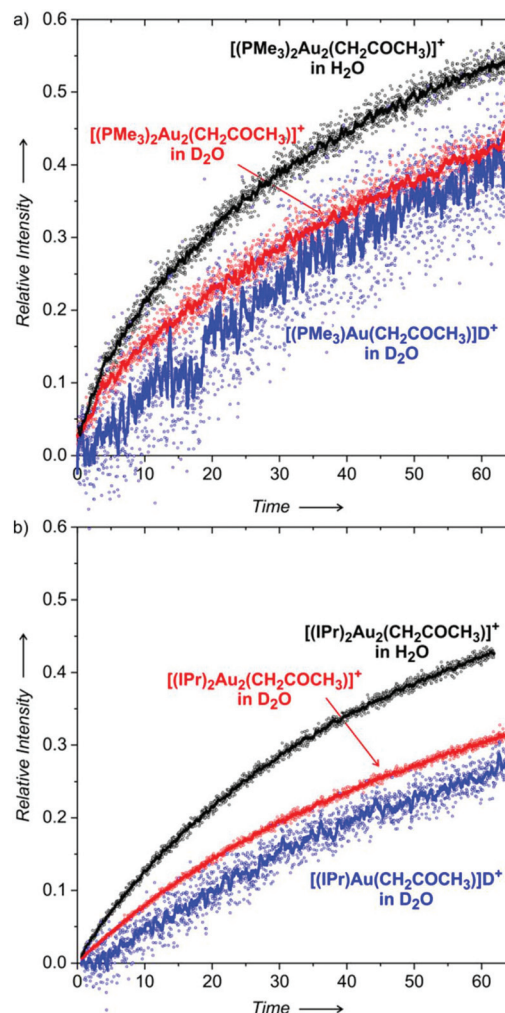 a)
0.6
[(PMe₃)₂Au₂(CH₂COCH₃)]⁺
in H₂O
0.5
[(PMe₃)₂Au₂(CH₂COCH₃)]⁺
in D₂O
0.4
Relative Intensity
0.3
0.2
[(PMe₃)Au(CH₂COCH₃)]D⁺
in D₂O
0.1
0.0
0 10 20 30 40 50 60
Time
b)
0.6
0.5
[(IPr)₂Au₂(CH₂COCH₃)]⁺
in H₂O
0.4
[(IPr)₂Au₂(CH₂COCH₃)]⁺
in D₂O
Relative Intensity
0.3
0.2
0.1
[(IPr)Au(CH₂COCH₃)]D⁺
in D₂O
0.0
0 10 20 30 40 50 60
Time